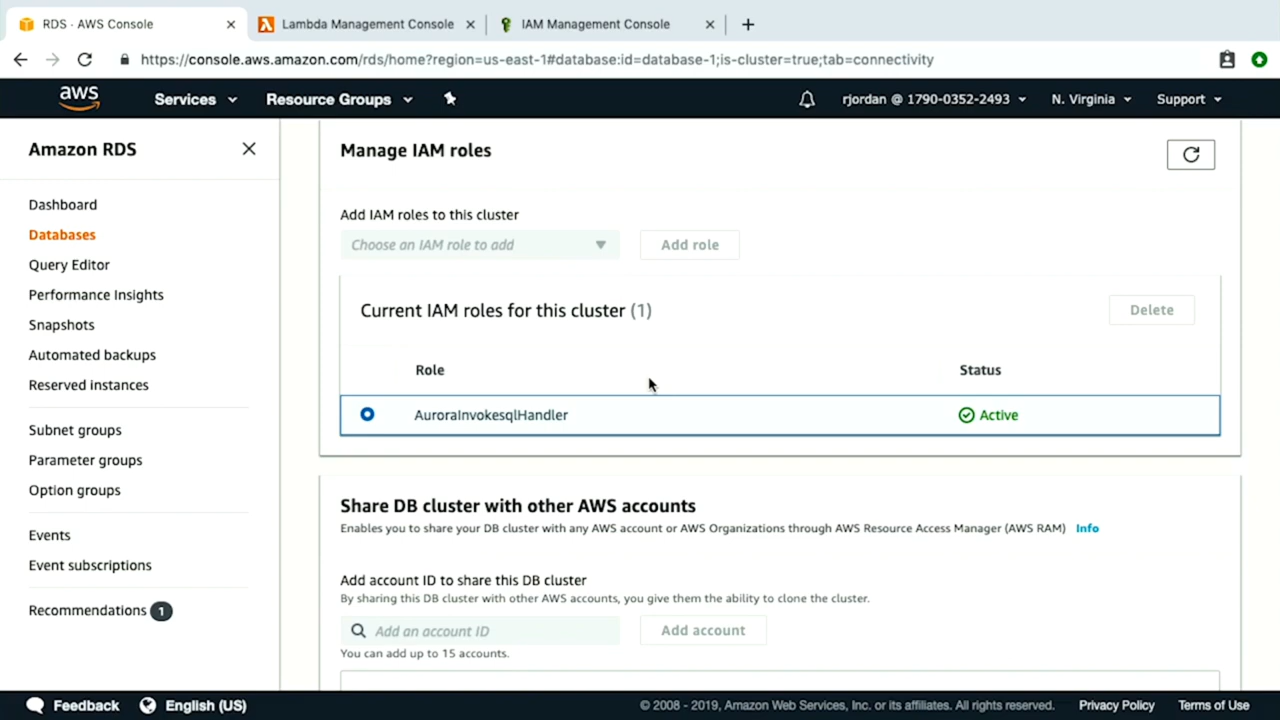 RDS · AWS Console
Lambda Management Console
IAM Management Console
https://console.aws.amazon.com/rds/home?region=us-east-1#database:id=database-1;is-cluster=true;tab=connectivity
aws
Services
Resource Groups
rjordan @ 1790-0352-2493
N. Virginia
Support
Amazon RDS
Dashboard
Databases
Query Editor
Performance Insights
Snapshots
Automated backups
Reserved instances
Subnet groups
Parameter groups
Option groups
Events
Event subscriptions
Recommendations 1
Manage IAM roles
Add IAM roles to this cluster
Choose an IAM role to add
Add role
Current IAM roles for this cluster (1)
Delete
Role
Status
AuroraInvokesqlHandler
Active
Share DB cluster with other AWS accounts
Enables you to share your DB cluster with any AWS account or AWS Organizations through AWS Resource Access Manager (AWS RAM) Info
Add account ID to share this DB cluster
By sharing this DB cluster with other AWS accounts, you give them the ability to clone the cluster.
Add an account ID
Add account
You can add up to 15 accounts.
Feedback
English (US)
© 2008 - 2019, Amazon Web Services, Inc. or its affiliates. All rights reserved.
Privacy Policy
Terms of Use